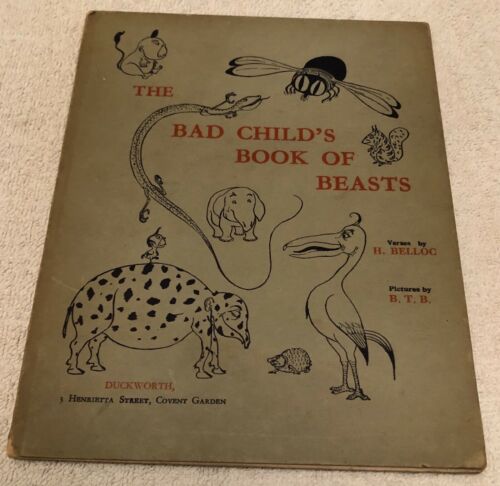 THE
BAD CHILD'S
BOOK OF
BEASTS
Verses by
H. BELLOC
Pictures by
B. T. B.
DUCKWORTH,
3 HENRIETTA STREET, COVENT GARDEN